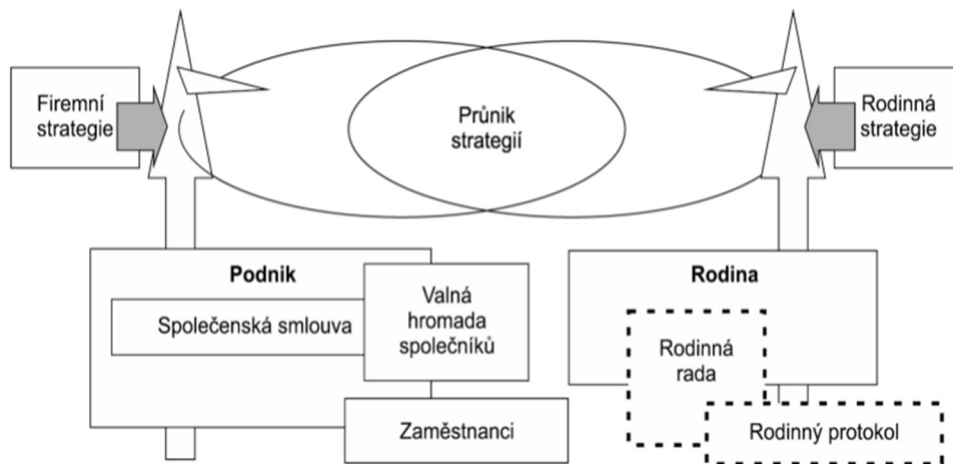 Firemní
strategie
Průnik
strategií
Rodinná
strategie
Podnik
Společenská smlouva
Valná
hromada
společníků
Zaměstnanci
Rodina
Rodinná
rada
Rodinný protokol